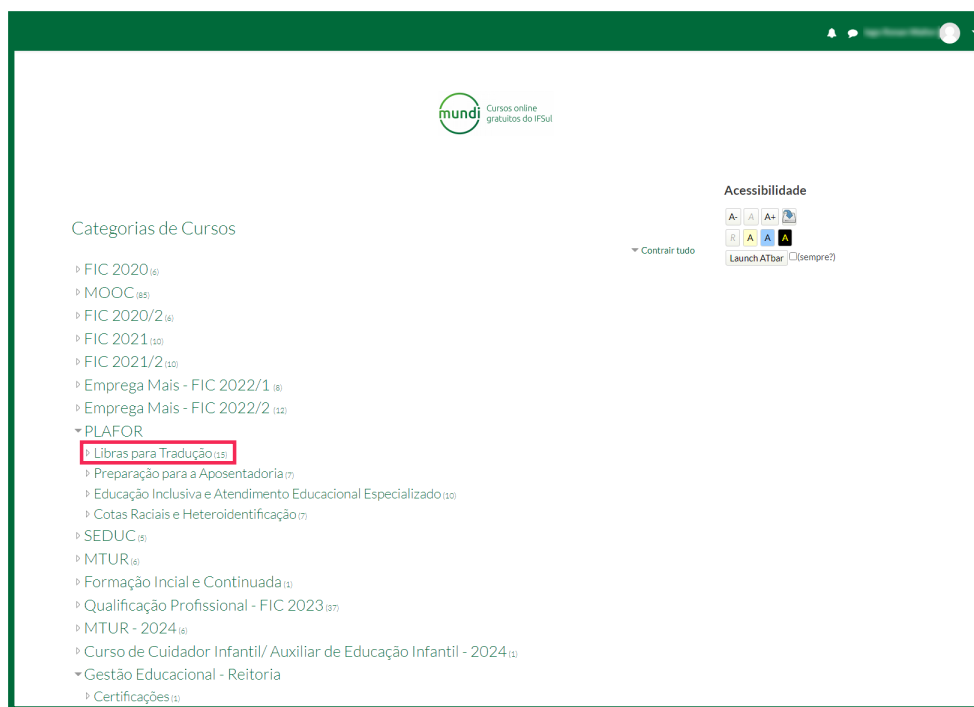 mundi
Cursos online
gratuitos do IFSul
Acessibilidade
A- A A+
R A A A
Launch ATbar (sempre?)
Categorias de Cursos
Contrair tudo
FIC 2020 (6)
MOOC (85)
FIC 2020/2 (6)
FIC 2021 (10)
FIC 2021/2 (10)
Emprega Mais - FIC 2022/1 (8)
Emprega Mais - FIC 2022/2 (12)
PLAFOR
Libras para Tradução (15)
Preparação para a Aposentadoria (7)
Educação Inclusiva e Atendimento Educacional Especializado (10)
Cotas Raciais e Heteroidentificação (7)
SEDUC (5)
MTUR (6)
Formação Incial e Continuada (1)
Qualificação Profissional - FIC 2023 (37)
MTUR - 2024 (6)
Curso de Cuidador Infantil/ Auxiliar de Educação Infantil - 2024 (1)
Gestão Educacional - Reitoria
Certificações (1)